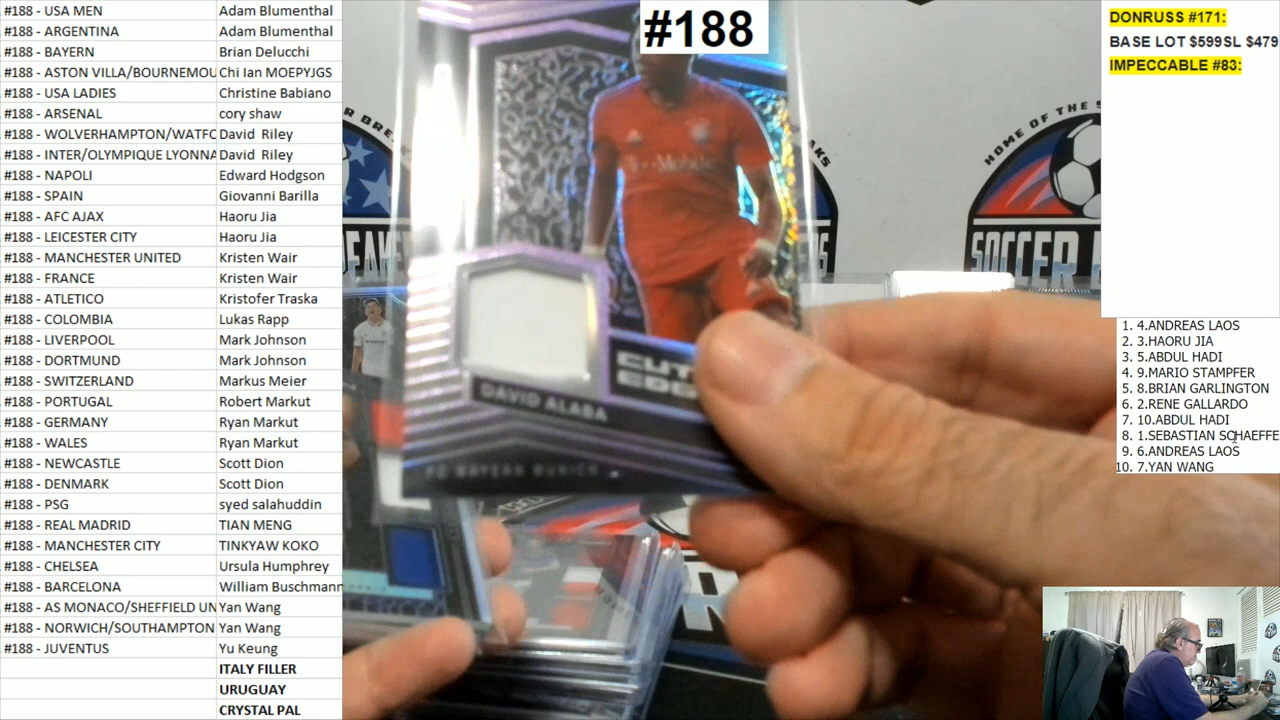 #188 - USA MEN Adam Blumenthal
#188 - ARGENTINA Adam Blumenthal
#188 - BAYERN Brian Delucchi
#188 - ASTON VILLA/BOURNEMOU Chi Ian MOEPYJGS
#188 - USA LADIES Christine Babiano
#188 - ARSENAL cory shaw
#188 - WOLVERHAMPTON/WATFC David Riley
#188 - INTER/OLYMPIQUE LYONNA David Riley
#188 - NAPOLI Edward Hodgson
#188 - SPAIN Giovanni Barilla
#188 - AFC AJAX Haoru Jia
#188 - LEICESTER CITY Haoru Jia
#188 - MANCHESTER UNITED Kristen Wair
#188 - FRANCE Kristen Wair
#188 - ATLETICO Kristofer Traska
#188 - COLOMBIA Lukas Rapp
#188 - LIVERPOOL Mark Johnson
#188 - DORTMUND Mark Johnson
#188 - SWITZERLAND Markus Meier
#188 - PORTUGAL Robert Markut
#188 - GERMANY Ryan Markut
#188 - WALES Ryan Markut
#188 - NEWCASTLE Scott Dion
#188 - DENMARK Scott Dion
#188 - PSG syed salahuddin
#188 - REAL MADRID TIAN MENG
#188 - MANCHESTER CITY TINKYAW KOKO
#188 - CHELSEA Ursula Humphrey
#188 - BARCELONA William Buschmann
#188 - AS MONACO/SHEFFIELD UN Yan Wang
#188 - NORWICH/SOUTHAMPTON Yan Wang
#188 - JUVENTUS Yu Keung
ITALY FILLER
URUGUAY
CRYSTAL PAL
#188
DAVID ALABA
FC BAYERN MUNICH
HOME OF THE
SOCCER
DONRUSS #171:
BASE LOT $599SL $479
IMPECCABLE #83:
1. 4.ANDREAS LAOS
2. 3.HAORU JIA
3. 5.ABDUL HADI
4. 9.MARIO STAMPFER
5. 8.BRIAN GARLINGTON
6. 2.RENE GALLARDO
7. 10.ABDUL HADI
8. 1.SEBASTIAN SCHAEFFE
9. 6.ANDREAS LAOS
10. 7.YAN WANG